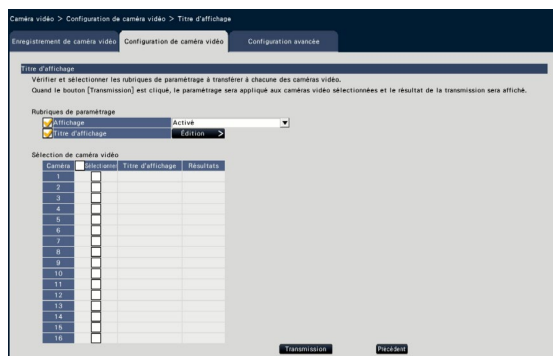 Caméra vidéo > Configuration de caméra vidéo > Titre d'affichage
Enregistrement de caméra vidéo Configuration de caméra vidéo Configuration avancée
Titre d'affichage
Vérifier et sélectionner les rubriques de paramétrage à transférer à chacune des caméras vidéo.
Quand le bouton [Transmission] est cliqué, le paramétrage sera appliqué aux caméras vidéo sélectionnées et le résultat de la transmission sera affiché.
Rubriques de paramétrage
Affichage Activé
Titre d'affichage Édition >
Sélection de caméra vidéo
Caméra Sélectionner Titre d'affichage Résultats
1
2
3
4
5
6
7
8
9
10
11
12
13
14
15
16
Transmission Précédent